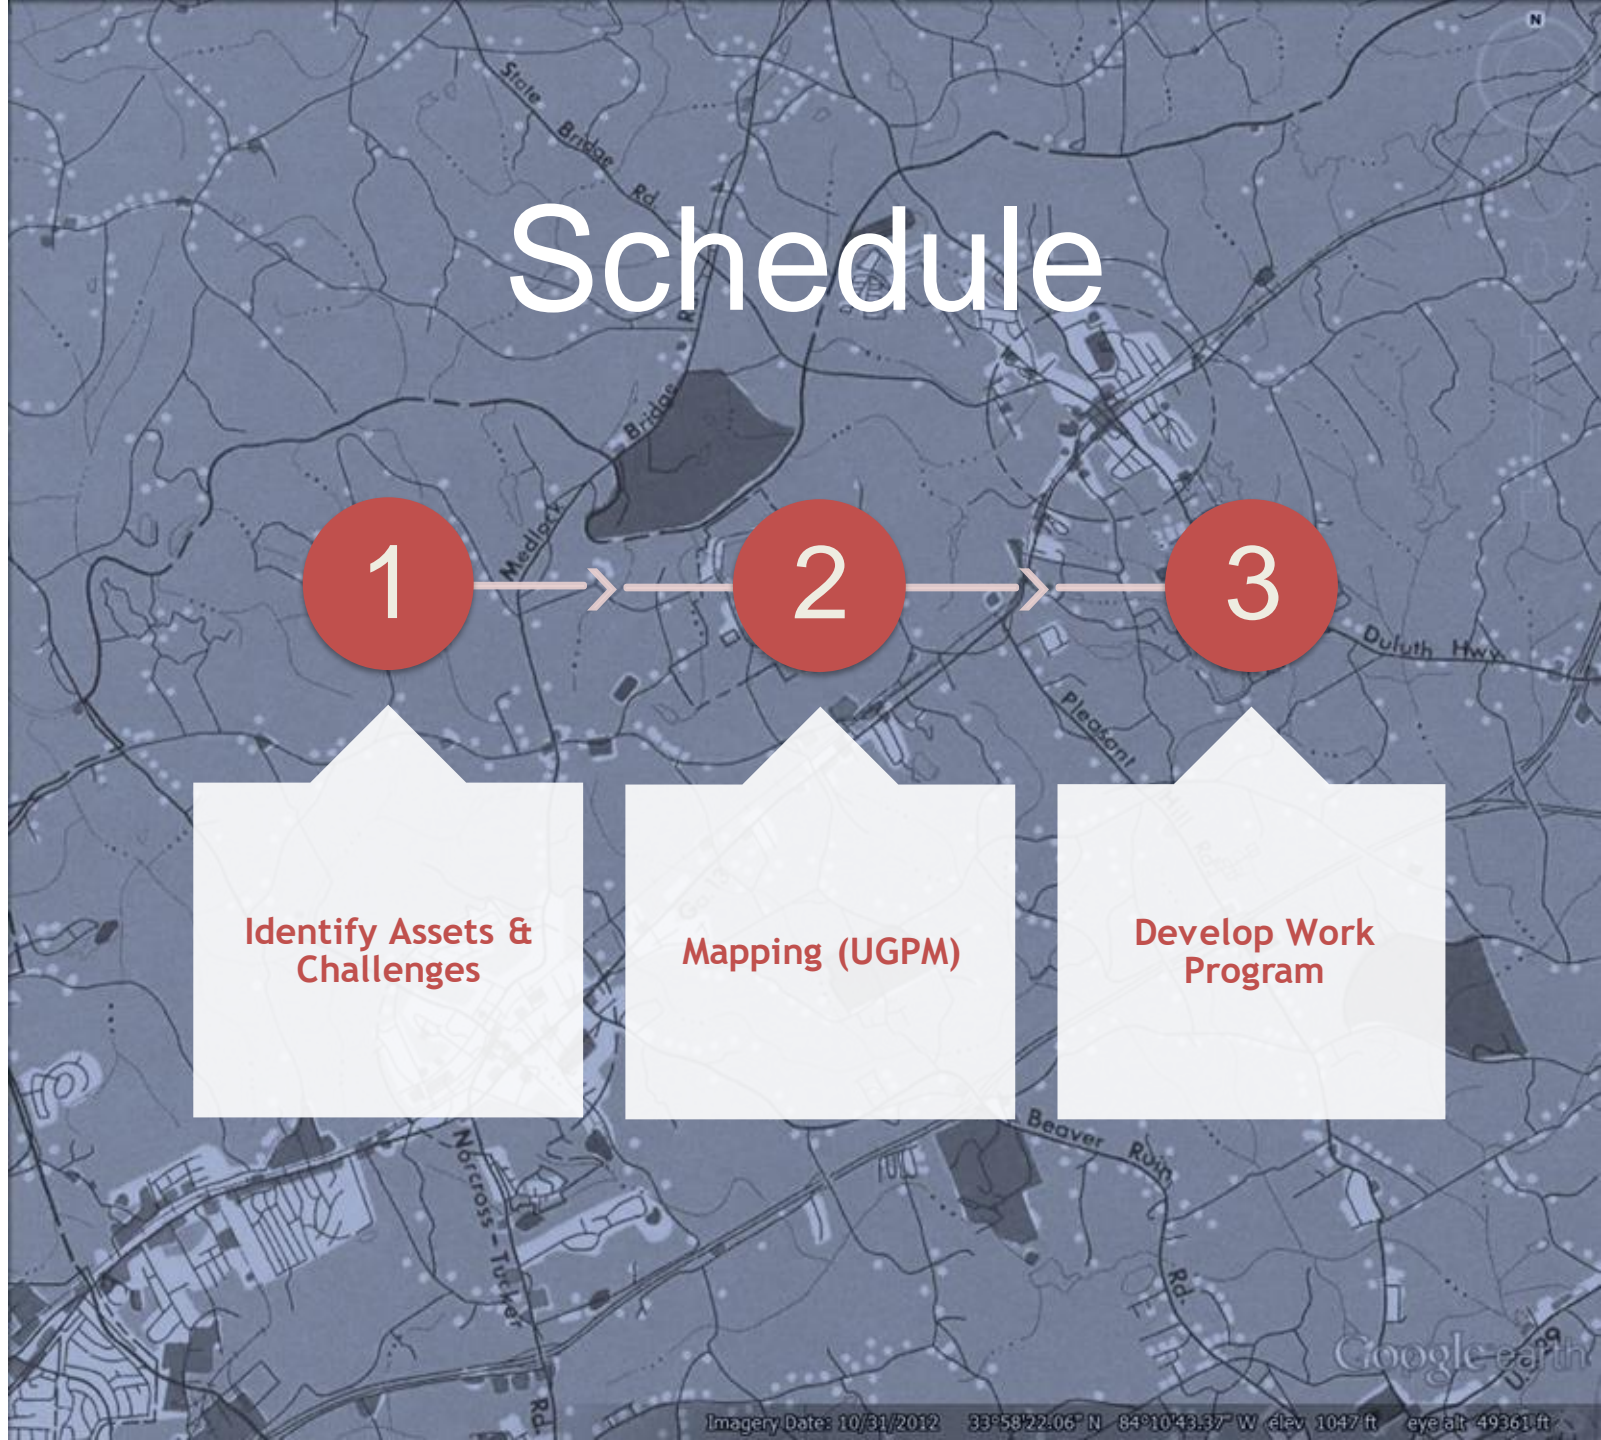 N
State
Bridge
Rd.
Schedule
Bridge
Medlock
1
2
3
Duluth Hwy.
Pleasant
Hill
Identify Assets &
Challenges
Mapping (UGPM)
Develop Work
Program
Beaver Ruin
Rd.
Norcross - Tucker
Rd.
Google earth
Imagery Date: 10/31/2012 33°58'22.06" N 84°10'43.37" W elev 1047 ft eye alt 49361 ft